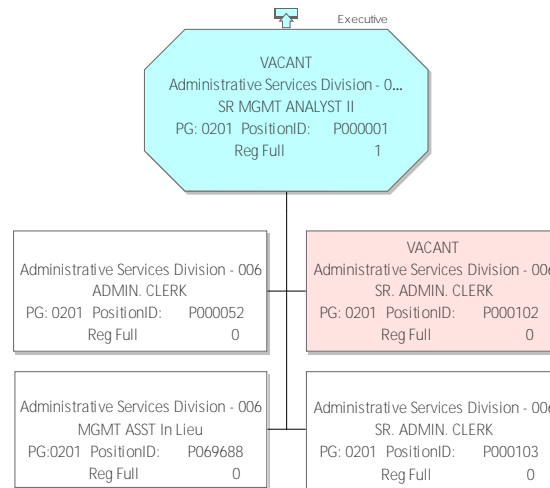 Executive
VACANT
Administrative Services Division - 0...
SR MGMT ANALYST II
PG: 0201 PositionID: P000001
Reg Full 1
Administrative Services Division - 006
ADMIN. CLERK
PG: 0201 PositionID: P000052
Reg Full 0
VACANT
Administrative Services Division - 006
SR. ADMIN. CLERK
PG: 0201 PositionID: P000102
Reg Full 0
Administrative Services Division - 006
MGMT ASST In Lieu
PG:0201 PositionID: P069688
Reg Full 0
Administrative Services Division - 006
SR. ADMIN. CLERK
PG: 0201 PositionID: P000103
Reg Full 0